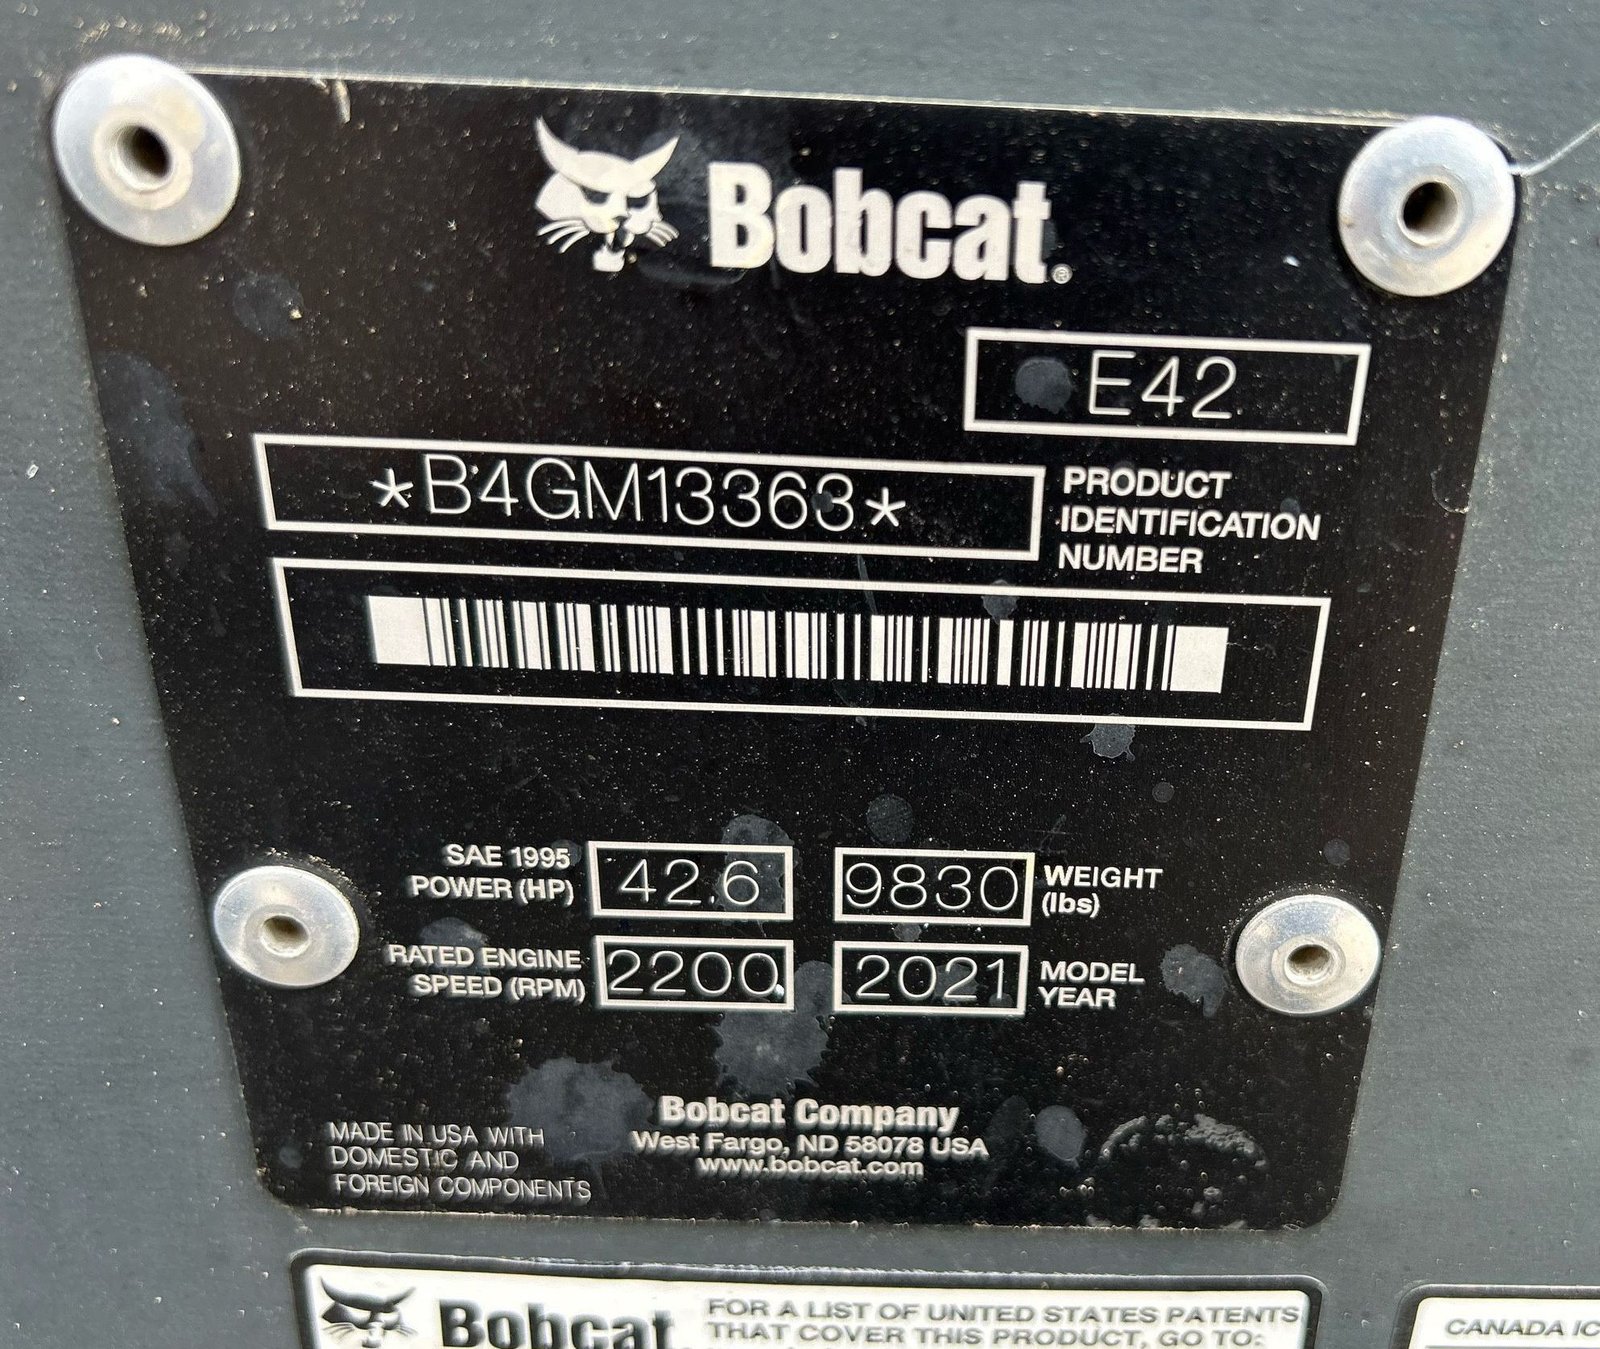 Bobcat®
E42
*B4GM13363*
PRODUCT
IDENTIFICATION
NUMBER
SAE 1995
POWER (HP)
42.6
9830
WEIGHT
(lbs)
RATED ENGINE
SPEED (RPM)
2200
2021
MODEL
YEAR
Bobcat Company
West Fargo, ND 58078 USA
www.bobcat.com
MADE IN USA WITH
DOMESTIC AND
FOREIGN COMPONENTS
Bobcat
FOR A LIST OF UNITED STATES PATENTS
THAT COVER THIS PRODUCT, GO TO:
CANADA IC